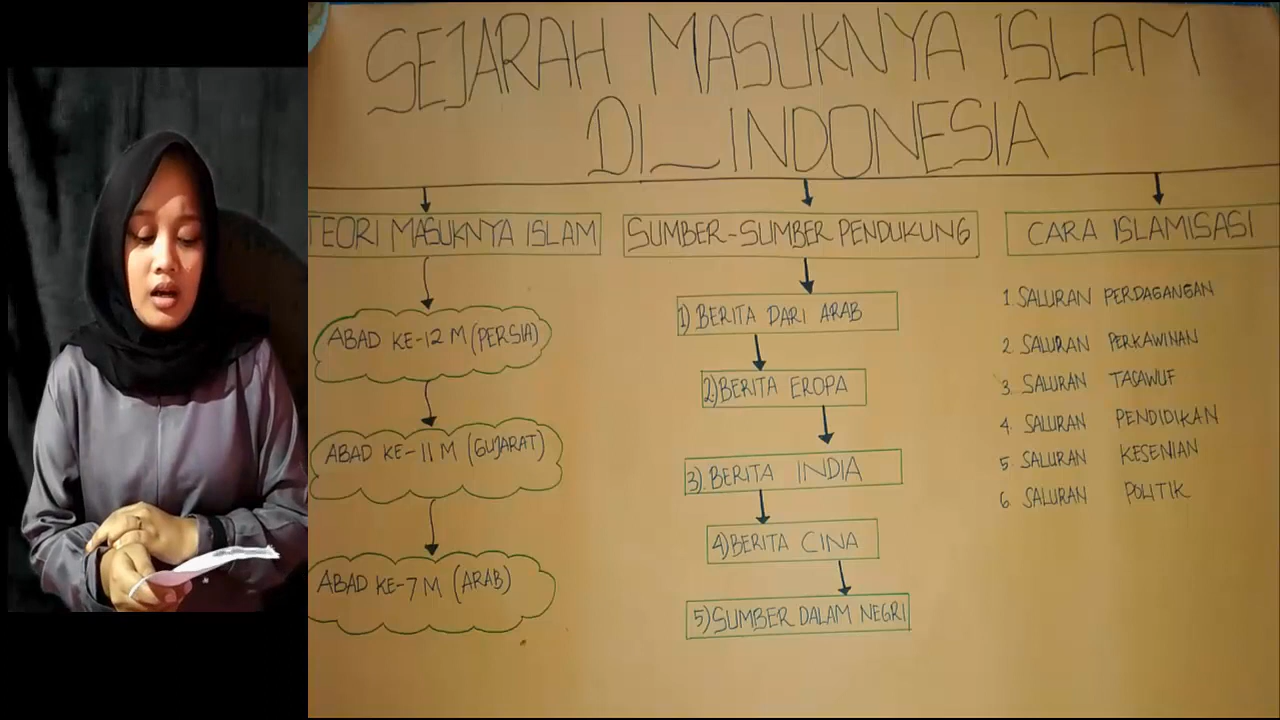 SEJARAH MASUKNYA ISLAM
DI_INDONESIA
TEORI MASUKNYA ISLAM
ABAD KE-12 M (PERSIA)
ABAD KE-11 M (GUJARAT)
ABAD KE-7 M (ARAB)
SUMBER-SUMBER PENDUKUNG
1) BERITA DARI ARAB
2) BERITA EROPA
3). BERITA INDIA
4) BERITA CINA
5) SUMBER DALAM NEGRI
CARA ISLAMISASI
1. SALURAN PERDAGANGAN
2 SALURAN PERKAWINAN
3. SALURAN TASAWUF
4 SALURAN PENDIDIKAN
5. SALURAN KESENIAN
6. SALURAN POLITIK